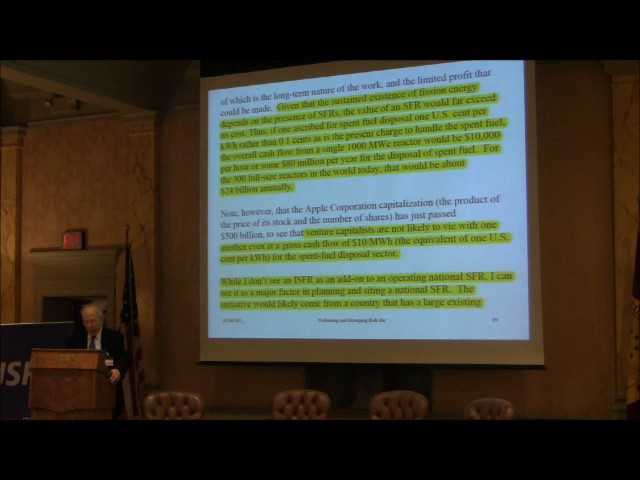 of which is the long-term nature of the work, and the limited profit that
could be made. Given that the sustained existence of fission energy
depends on the presence of SFRs, the value of an SFR would far exceed
its cost. Thus, if one ascribed for spent-fuel disposal one U.S. cent per
kWh rather than 0.1 cents as is the present charge to handle the spent fuel,
the overall cash flow from a single 1000 MWe reactor would be $10,000
per hour or some $80 million per year for the disposal of spent fuel. For
the 300 full-size reactors in the world today, that would be about
$24 billion annually.
Note, however, that the Apple Corporation capitalization (the product of
the price of its stock and the number of shares) has just passed
$500 billion, to see that venture capitalists are not likely to vie with one
another even at a gross cash flow of $10/MWh (the equivalent of one U.S.
cent per kWh) for the spent-fuel disposal sector.
While I don't see an ISFR as an add-on to an operating national SFR, I can
see it as a major factor in planning and siting a national SFR. The
initiative would likely come from a country that has a large existing